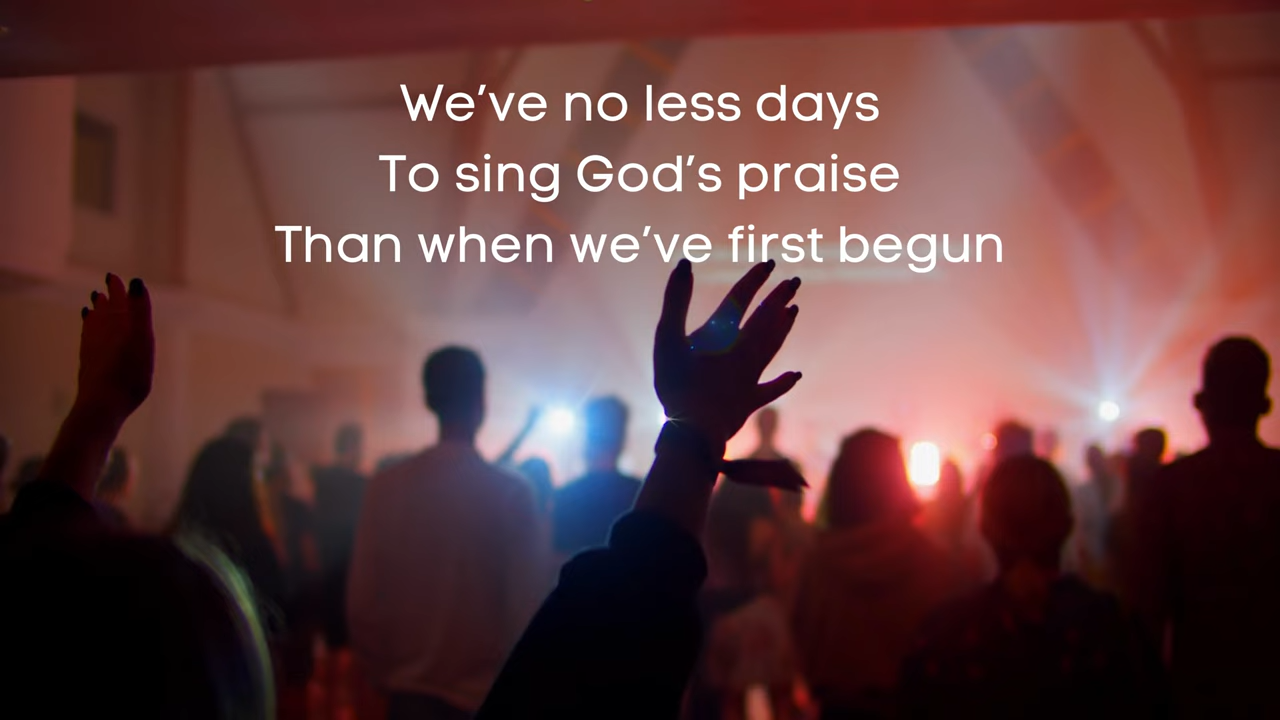 We've no less days
To sing God's praise
Than when we've first begun